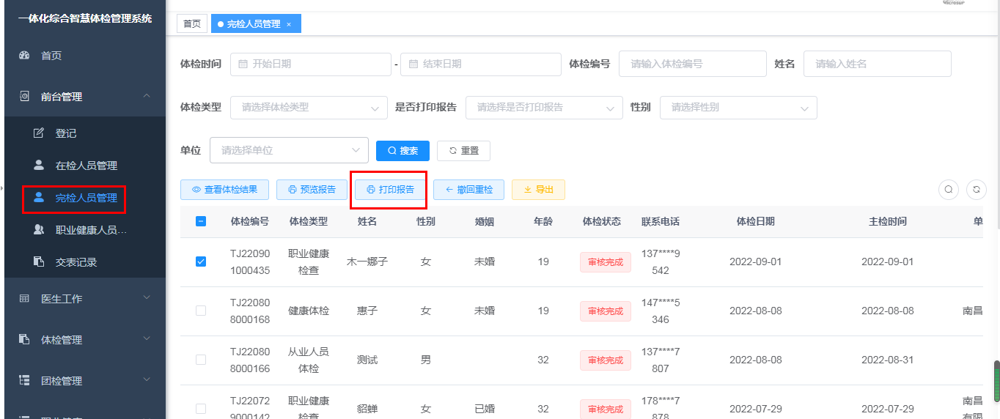 一体化综合智慧体检管理系统
Microsun
首页
完检人员管理 ×
首页
前台管理
登记
在检人员管理
完检人员管理
职业健康人员...
交表记录
医生工作
体检管理
团检管理
体检时间 开始日期 - 结束日期 体检编号 请输入体检编号 姓名 请输入姓名
体检类型 请选择体检类型 是否打印报告 请选择是否打印报告 性别 请选择性别
单位 请选择单位 搜索 重置
查看体检结果 预览报告 打印报告 撤回重检 导出
体检编号 体检类型 姓名 性别 婚姻 年龄 体检状态 联系电话 体检日期 主检时间 单
TJ22090 职业健康 137****9
木一娜子 女 未婚 19 审核完成 2022-09-01 2022-09-01
1000435 检查 542
TJ22080 147****5
健康体检 惠子 女 未婚 19 审核完成 2022-08-08 2022-08-08 南昌
8000168 346
TJ22080 从业人员 137****7
测试 男 32 审核完成 2022-08-08 2022-08-31
8000166 体检 807
TJ22072 职业健康 178****7 南昌
貂蝉 女 已婚 32 审核完成 2022-07-29 2022-07-29
9000142 检查 878 有限